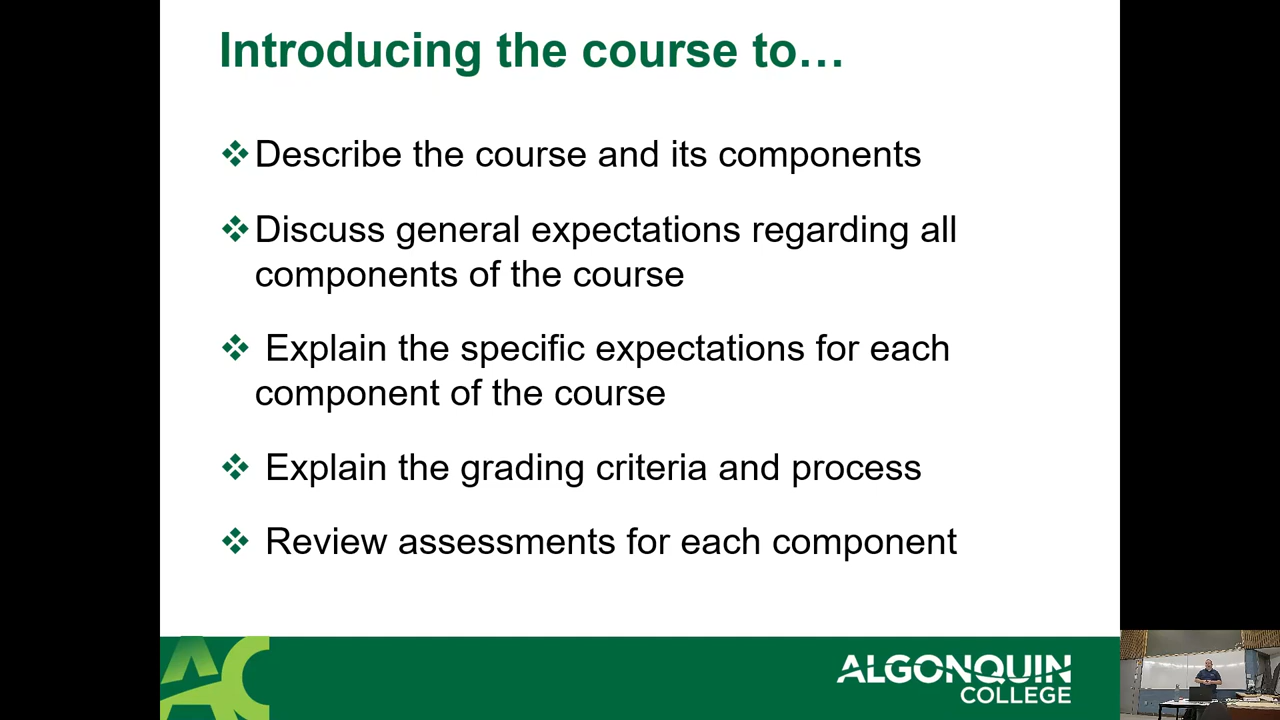 Introducing the course to…
❖Describe the course and its components
❖Discuss general expectations regarding all
components of the course
❖ Explain the specific expectations for each
component of the course
❖ Explain the grading criteria and process
❖ Review assessments for each component
AC
ALGONQUIN
COLLEGE